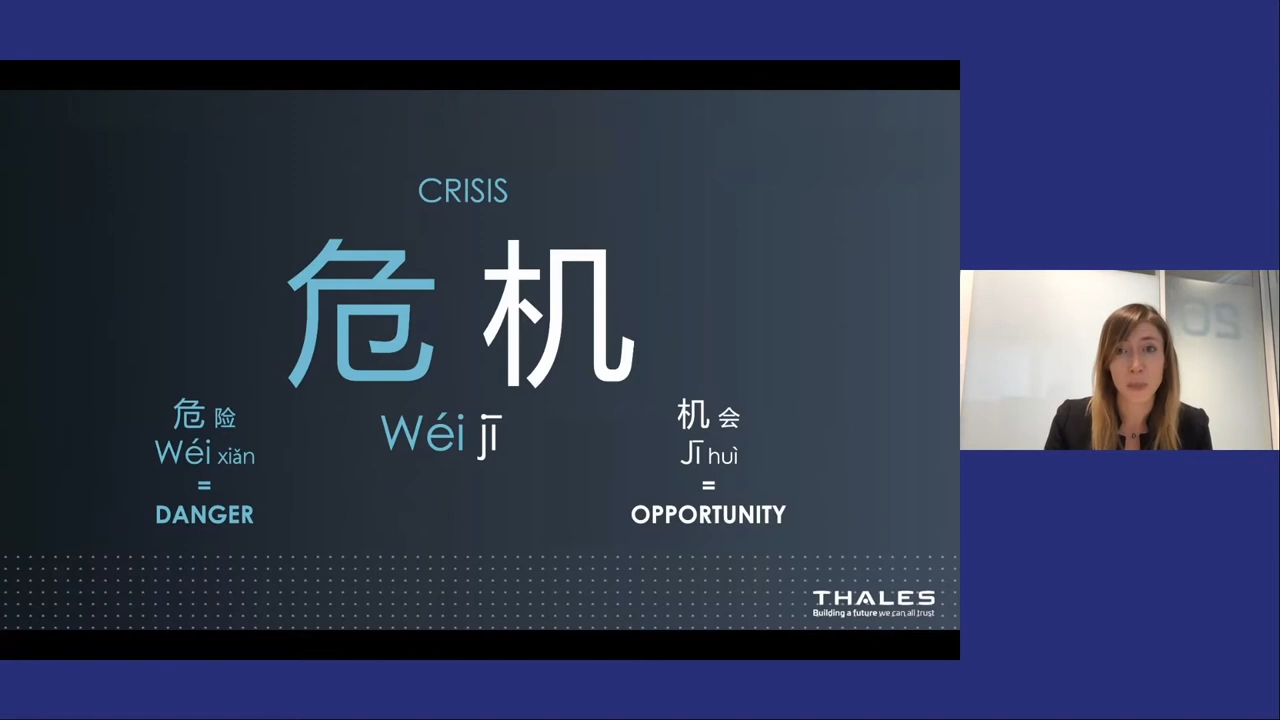 CRISIS
危机
Wéi jī
危险
Wéi xiǎn
=
DANGER
机会
Jī huì
=
OPPORTUNITY
THALES
Building a future we can all trust
20